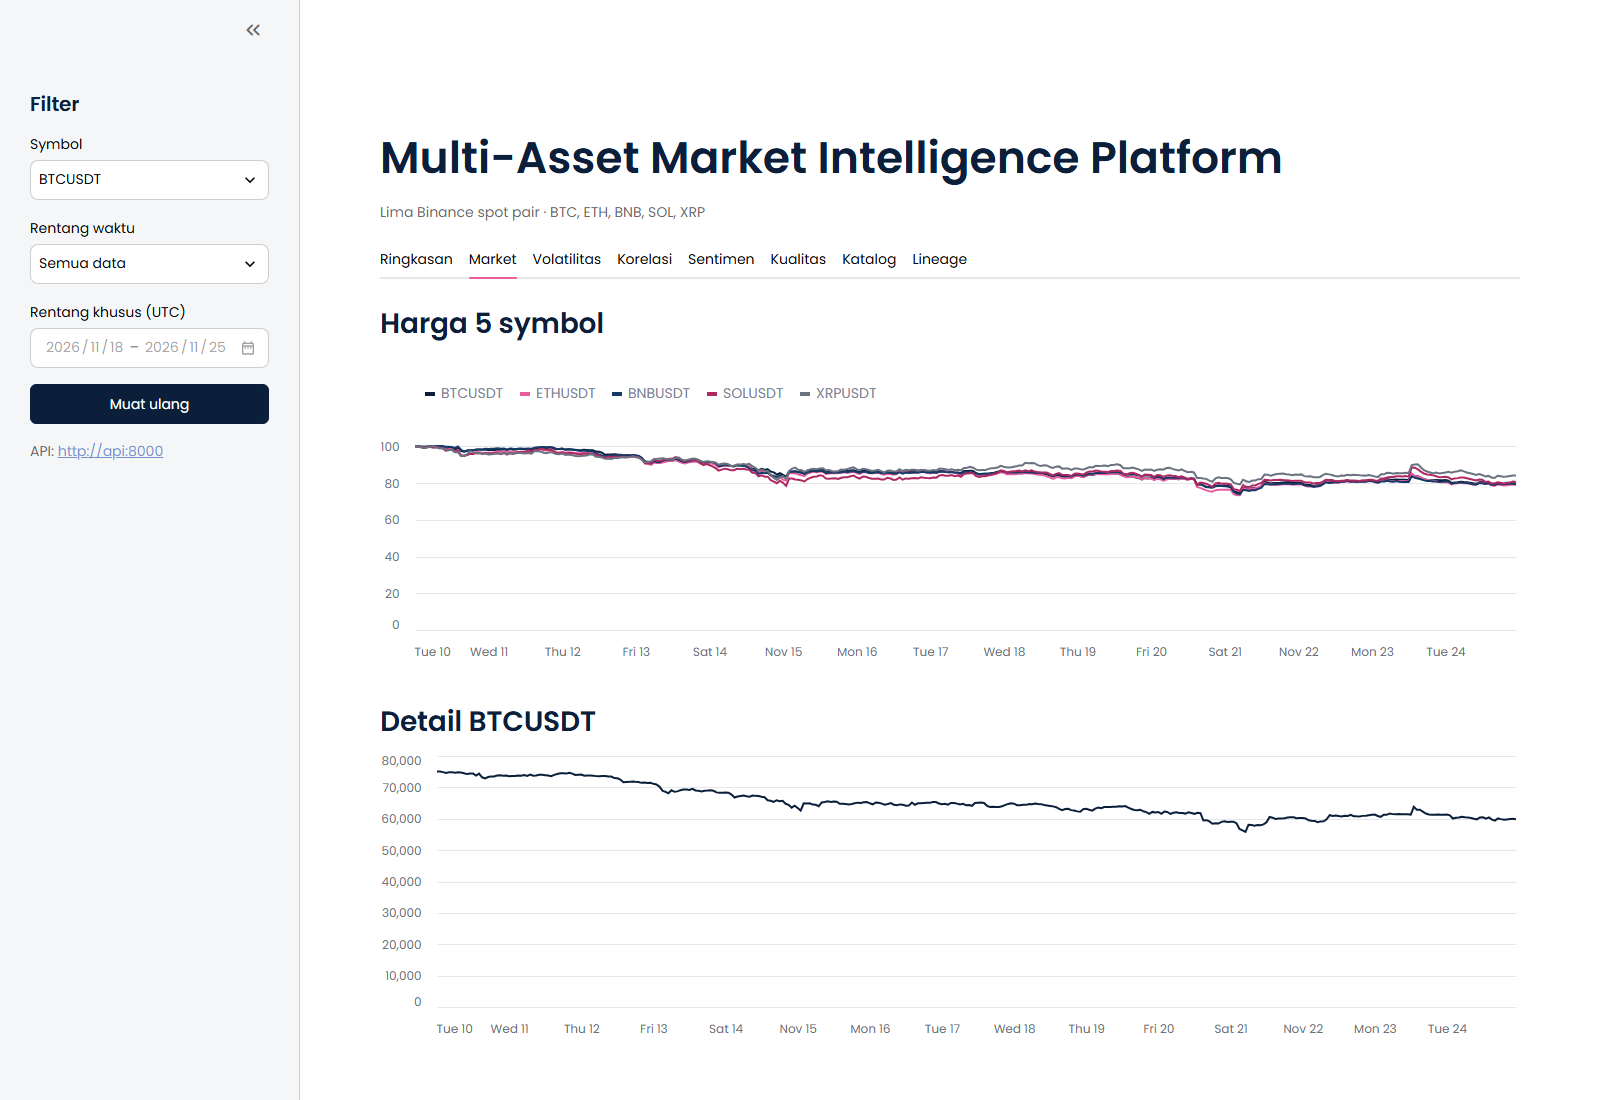 Filter
Symbol
BTCUSDT
Rentang waktu
Semua data
Rentang khusus (UTC)
2026/11/18 – 2026/11/25
Muat ulang
API: http://api:8000
Multi-Asset Market Intelligence Platform
Lima Binance spot pair · BTC, ETH, BNB, SOL, XRP
Ringkasan Market Volatilitas Korelasi Sentimen Kualitas Katalog Lineage
Harga 5 symbol
BTCUSDT ETHUSDT BNBUSDT SOLUSDT XRPUSDT
100
80
60
40
20
0
Tue 10 Wed 11 Thu 12 Fri 13 Sat 14 Nov 15 Mon 16 Tue 17 Wed 18 Thu 19 Fri 20 Sat 21 Nov 22 Mon 23 Tue 24
Detail BTCUSDT
80,000
70,000
60,000
50,000
40,000
30,000
20,000
10,000
0
Tue 10 Wed 11 Thu 12 Fri 13 Sat 14 Nov 15 Mon 16 Tue 17 Wed 18 Thu 19 Fri 20 Sat 21 Nov 22 Mon 23 Tue 24